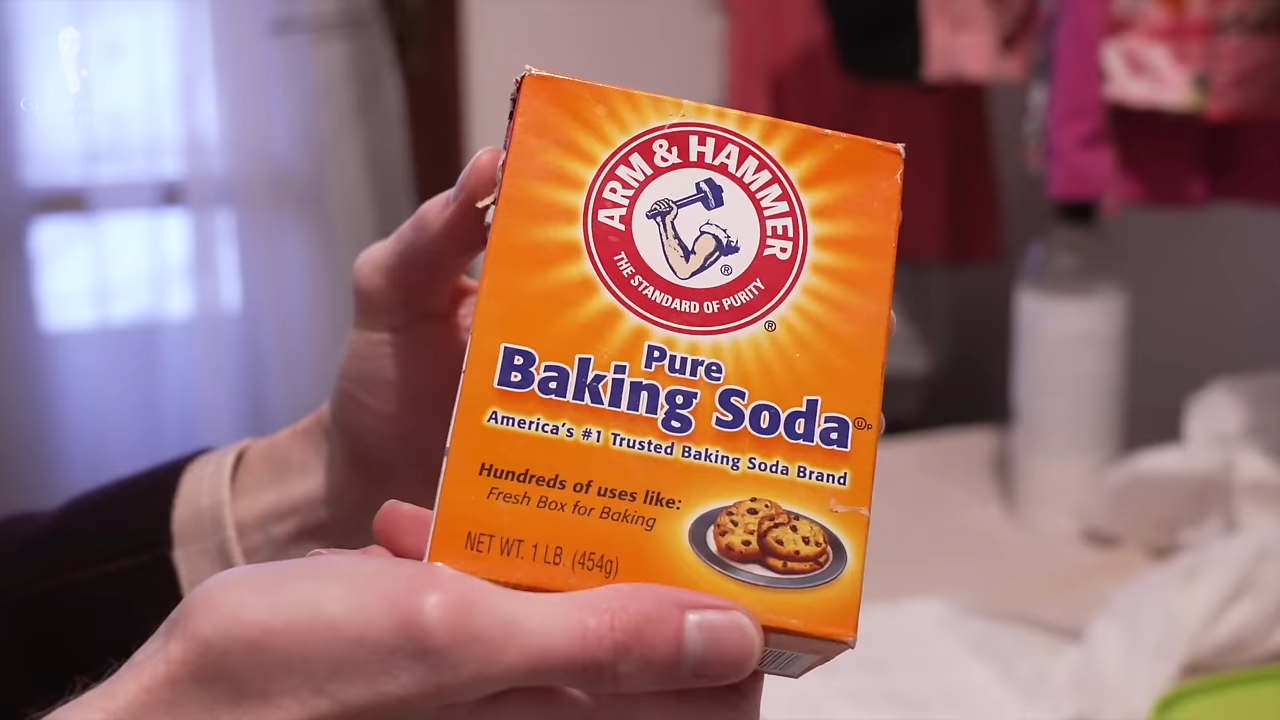 ARM & HAMMER
®
THE STANDARD OF PURITY
®
Pure
Baking Soda ⓊP
America's #1 Trusted Baking Soda Brand
Hundreds of uses like:
Fresh Box for Baking
NET WT. 1 LB. (454g)